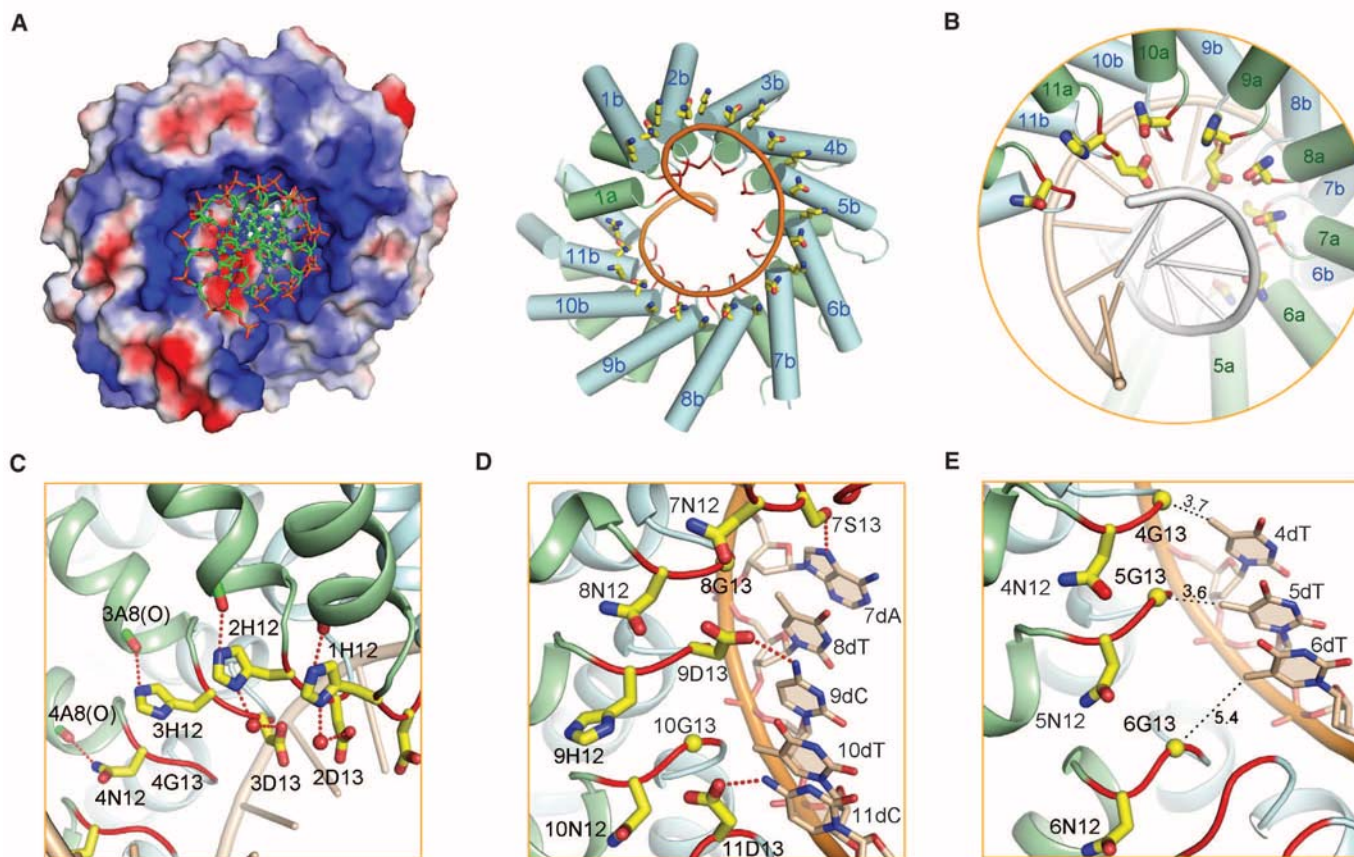 A
1b
2b
3b
4b
1a
5b
11b
10b
6b
9b
8b
7b
B
10b
10a
9b
9a
11a
8b
11b
8a
7b
7a
6b
6a
5a
C
3A8(O)
2H12
1H12
4A8(O)
3H12
4N12
4G13
3D13
2D13
D
7N12
7S13
8N12
8G13
7dA
8dT
9D13
9dC
9H12
10G13
10dT
10N12
11D13
11dC
E
3.7
4G13
4dT
4N12
5G13
3.6
5dT
6dT
5N12
6G13
5.4
6N12